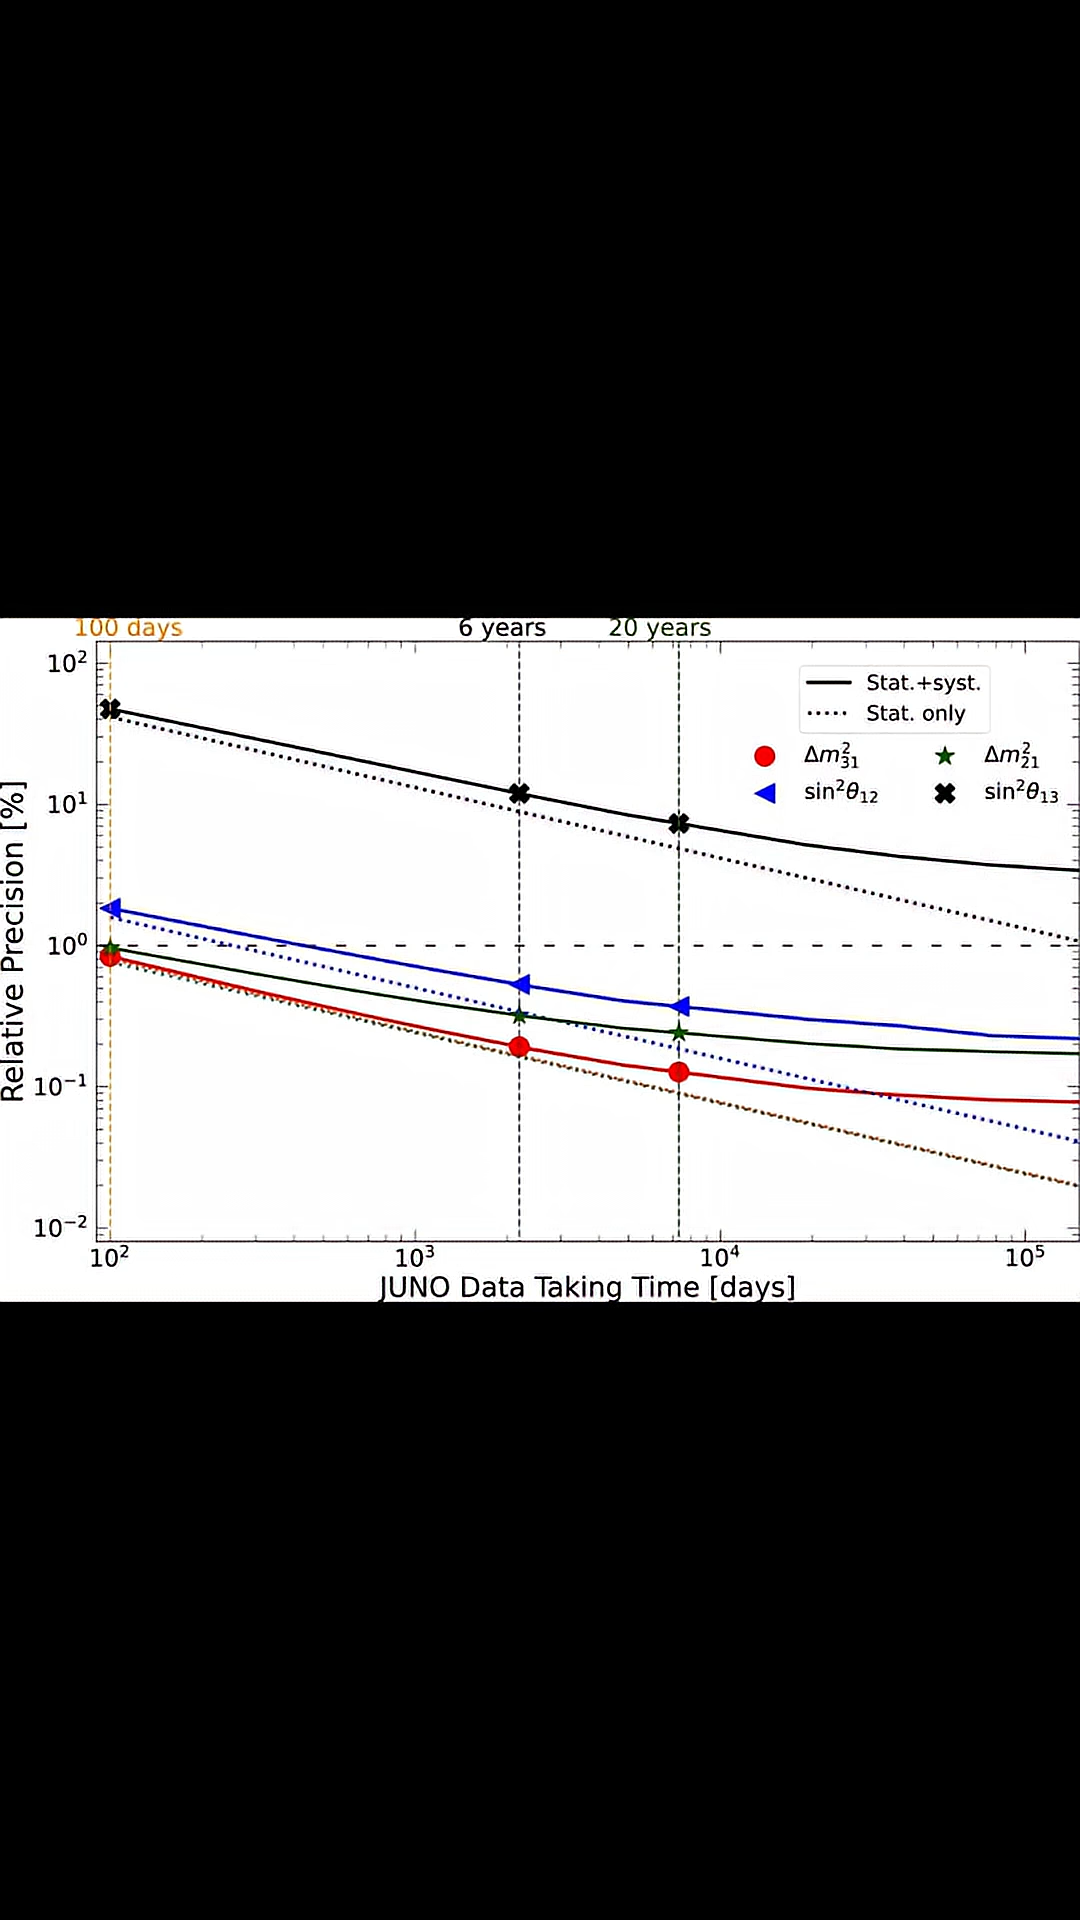 100 days 6 years 20 years
10²
10¹
10⁰
10⁻¹
10⁻²
Relative Precision [%]
Stat.+syst.
Stat. only
Δm²₃₁ Δm²₂₁
sin²θ₁₂ sin²θ₁₃
10² 10³ 10⁴ 10⁵
JUNO Data Taking Time [days]